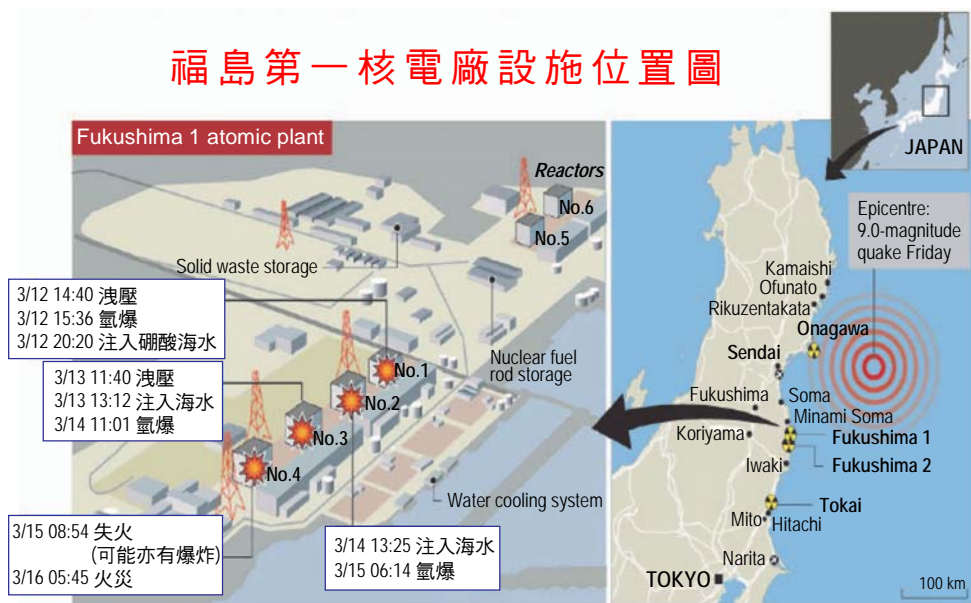 福島第一核電廠設施位置圖
JAPAN
Fukushima 1 atomic plant
Reactors
No.6
No.5
Solid waste storage
3/12 14:40 洩壓
3/12 15:36 氫爆
3/12 20:20 注入硼酸海水
No.1
Nuclear fuel
rod storage
3/13 11:40 洩壓
3/13 13:12 注入海水
3/14 11:01 氫爆
No.2
No.3
No.4
Water cooling system
3/15 08:54 失火
(可能亦有爆炸)
3/16 05:45 火災
3/14 13:25 注入海水
3/15 06:14 氫爆
Epicentre:
9.0-magnitude
quake Friday
Kamaishi
Ofunato
Rikuzentakata
Onagawa
Sendai
Fukushima
Soma
Minami Soma
Koriyama
Fukushima 1
Fukushima 2
Iwaki
Tokai
Mito
Hitachi
Narita
TOKYO
100 km